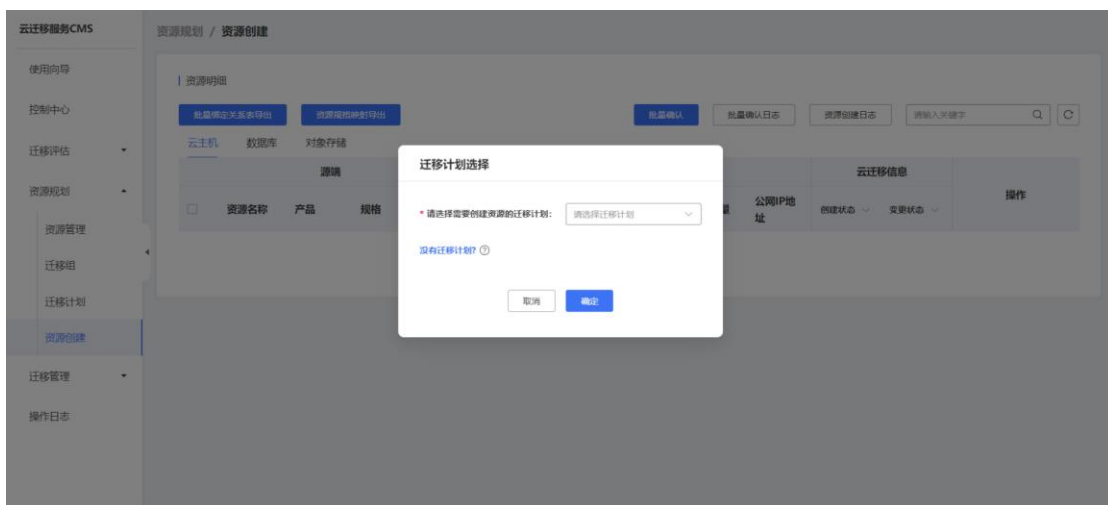 云迁移服务CMS
资源规划 / 资源创建
使用向导
控制中心
迁移评估
资源规划
资源管理
迁移组
迁移计划
资源创建
迁移管理
操作日志
资源明细
批量绑定关系表导出
资源规格映射导出
批量确认
批量确认日志
资源创建日志
请输入关键字
云主机 数据库 对象存储
源端
云迁移信息
操作
资源名称 产品 规格
公网IP地
址
创建状态
变更状态
迁移计划选择
* 请选择需要创建资源的迁移计划:
请选择迁移计划
没有迁移计划?
取消
确定